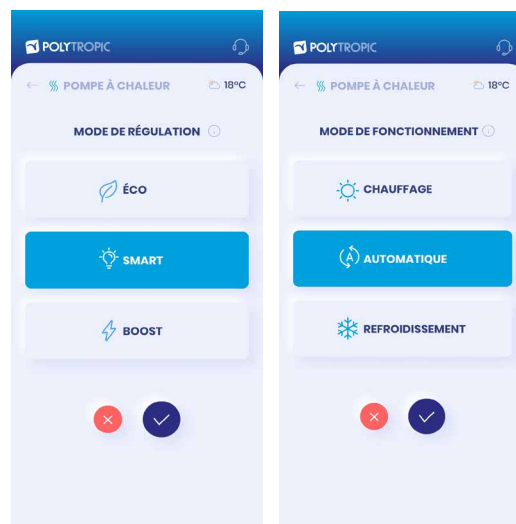 POLYTROPIC
POMPE À CHALEUR 18°C
MODE DE RÉGULATION
ÉCO
SMART
BOOST
POLYTROPIC
POMPE À CHALEUR 18°C
MODE DE FONCTIONNEMENT
CHAUFFAGE
A AUTOMATIQUE
REFROIDISSEMENT